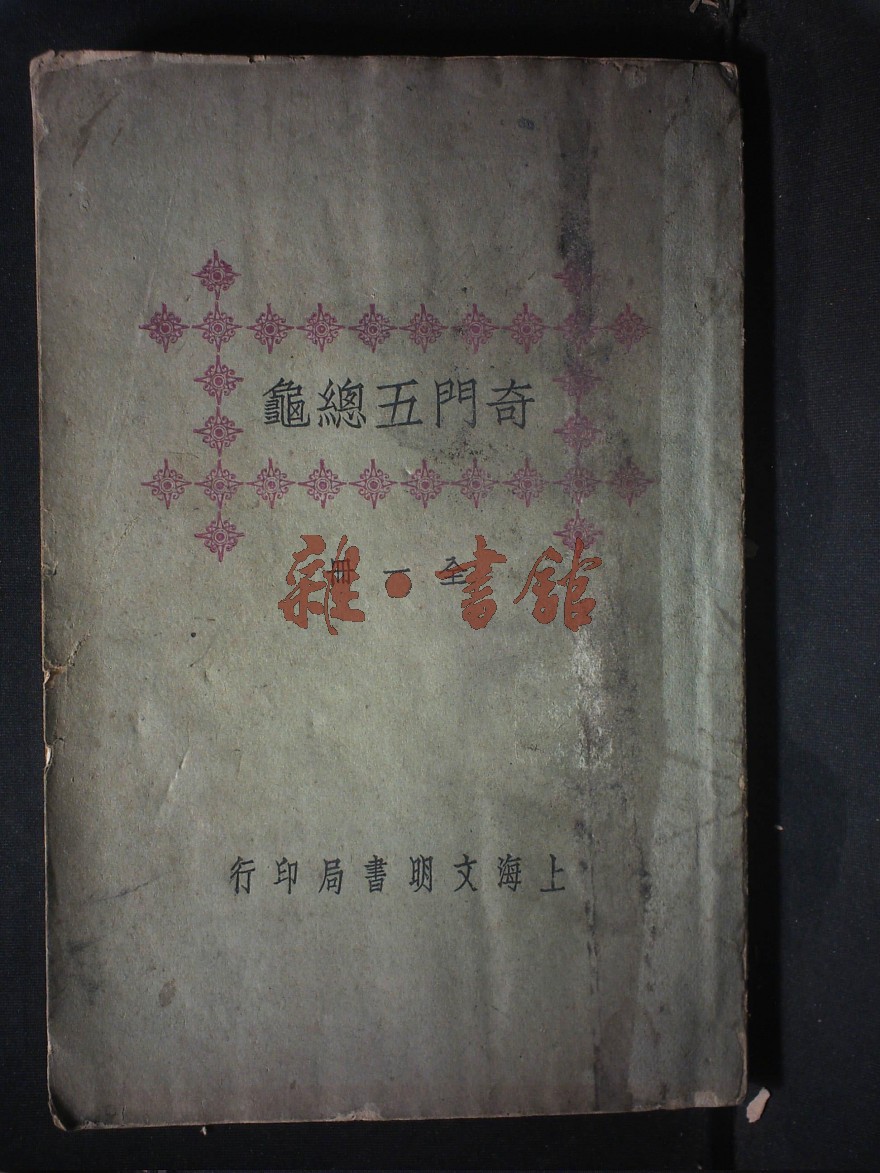 奇門五總龜
全一冊
雜·書館
上海文明書局印行